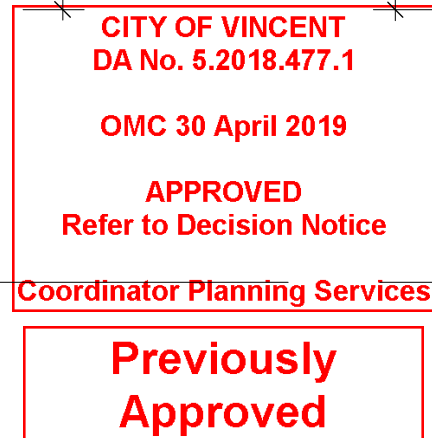 CITY OF VINCENT
DA No. 5.2018.477.1
OMC 30 April 2019
APPROVED
Refer to Decision Notice
Coordinator Planning Services
Previously
Approved